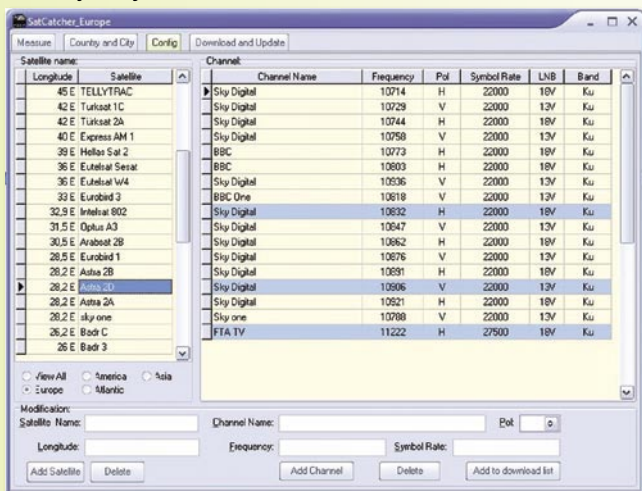 SatCatcher_Europe
Measure Country and City Config Download and Update
Satellite name: Channel:
Longitude Satellite
45 E TELLYTRAC
42 E Turksat 1C
42 E Turksat 2A
40 E Express AM 1
39 E Hellas Sat 2
36 E Eutelsat Sesat
36 E Eutelsat W4
33 E Eurobird 3
32,9 E Intelsat 802
31,5 E Optus A3
30,5 E Arabsat 2B
28,5 E Eurobird 1
28,2 E Astra 2B
28,2 E Astra 2D
28,2 E Astra 2A
28,2 E sky one
26,2 E Badr C
26 E Badr 3
Channel Name Frequency Pol Symbol Rate LNB Band
Sky Digital 10714 H 22000 18V Ku
Sky Digital 10729 V 22000 13V Ku
Sky Digital 10744 H 22000 18V Ku
Sky Digital 10758 V 22000 13V Ku
BBC 10773 H 22000 18V Ku
BBC 10803 H 22000 18V Ku
Sky Digital 10936 V 22000 13V Ku
BBC One 10818 V 22000 13V Ku
Sky Digital 10832 H 22000 18V Ku
Sky Digital 10847 V 22000 13V Ku
Sky Digital 10862 H 22000 18V Ku
Sky Digital 10876 V 22000 13V Ku
Sky Digital 10891 H 22000 18V Ku
Sky Digital 10906 V 22000 13V Ku
Sky Digital 10921 H 22000 18V Ku
Sky one 10788 V 22000 13V Ku
FTA TV 11222 H 27500 18V Ku
View All America Asia
Europe Atlantic
Modification:
Satellite Name: Channel Name: Pol:
Longitude: Frequency: Symbol Rate:
Add Satellite Delete Add Channel Delete Add to download list